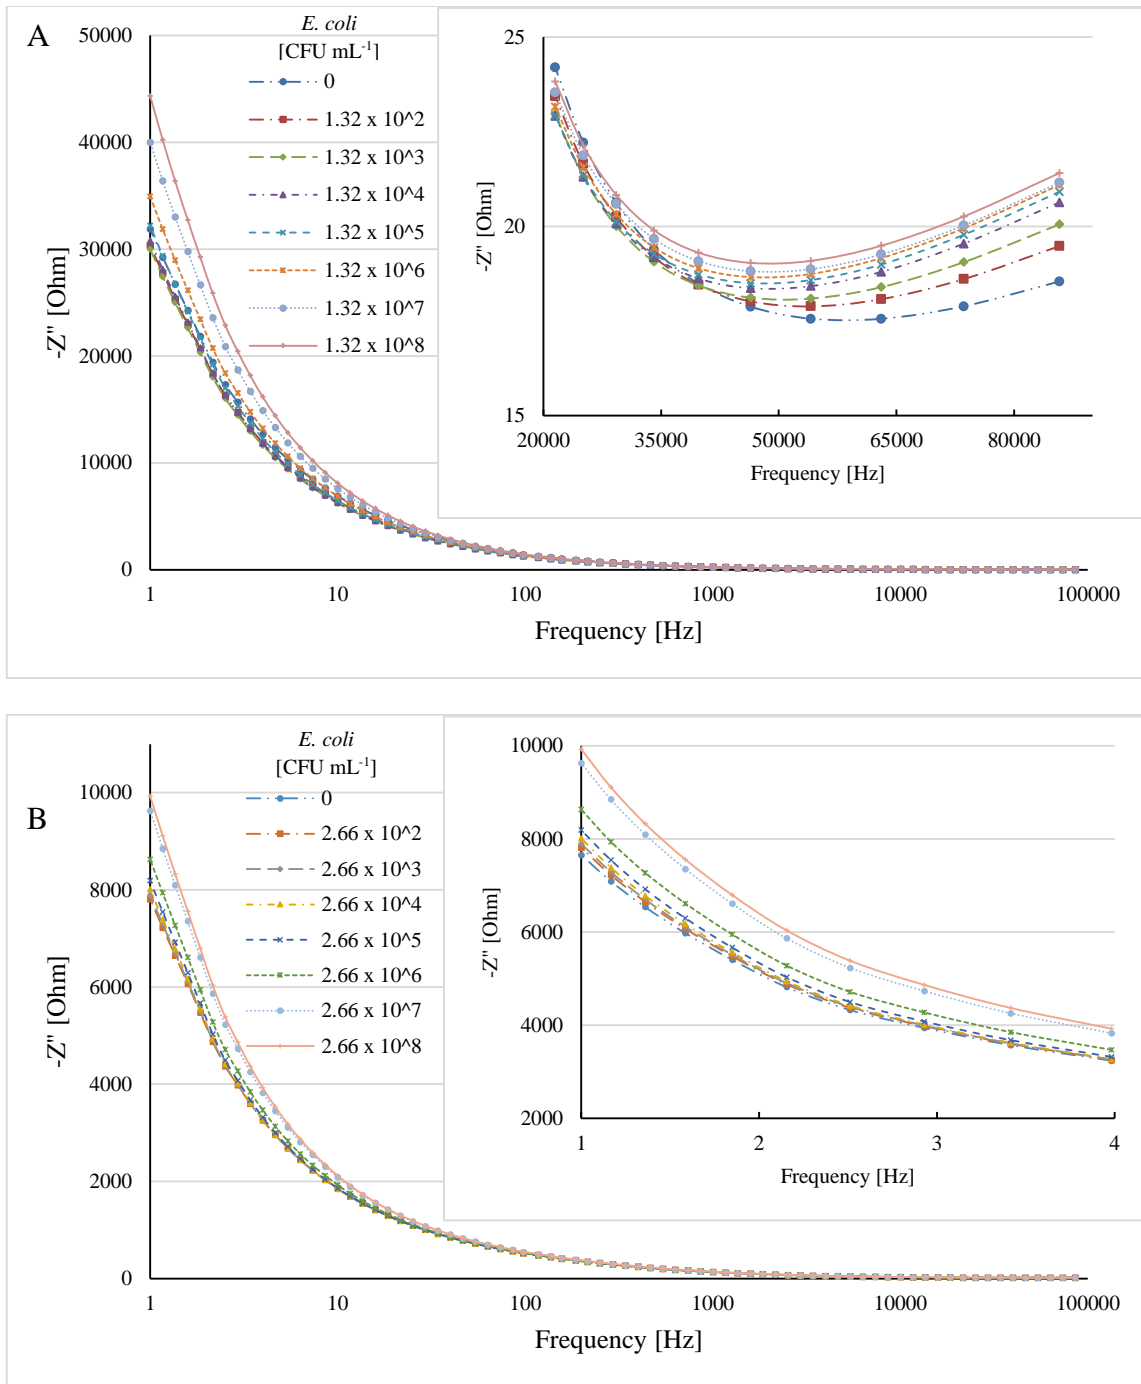 A
E. coli
[CFU mL-1]
0
1.32 x 10^2
1.32 x 10^3
1.32 x 10^4
1.32 x 10^5
1.32 x 10^6
1.32 x 10^7
1.32 x 10^8
50000
40000
30000
20000
10000
0
-Z" [Ohm]
1
10
100
1000
10000
100000
Frequency [Hz]
25
20
15
-Z" [Ohm]
20000
35000
50000
65000
80000
Frequency [Hz]
B
E. coli
[CFU mL-1]
0
2.66 x 10^2
2.66 x 10^3
2.66 x 10^4
2.66 x 10^5
2.66 x 10^6
2.66 x 10^7
2.66 x 10^8
10000
8000
6000
4000
2000
0
-Z" [Ohm]
1
10
100
1000
10000
100000
Frequency [Hz]
10000
8000
6000
4000
2000
-Z" [Ohm]
1
2
3
4
Frequency [Hz]